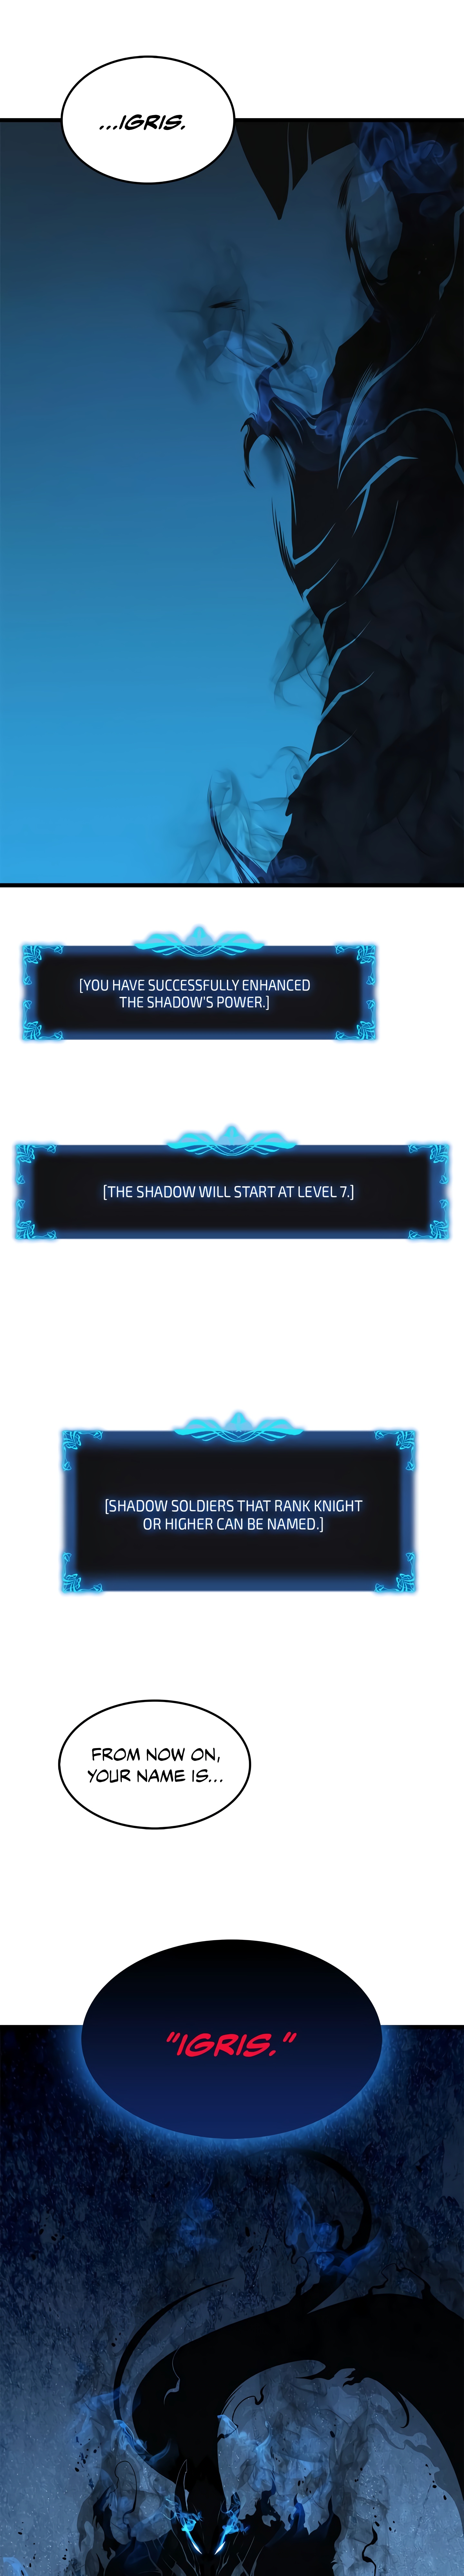 ...IGRIS.
[YOU HAVE SUCCESSFULLY ENHANCED
THE SHADOW'S POWER.]
[THE SHADOW WILL START AT LEVEL 7.]
[SHADOW SOLDIERS THAT RANK KNIGHT
OR HIGHER CAN BE NAMED.]
FROM NOW ON,
YOUR NAME IS...
"IGRIS."